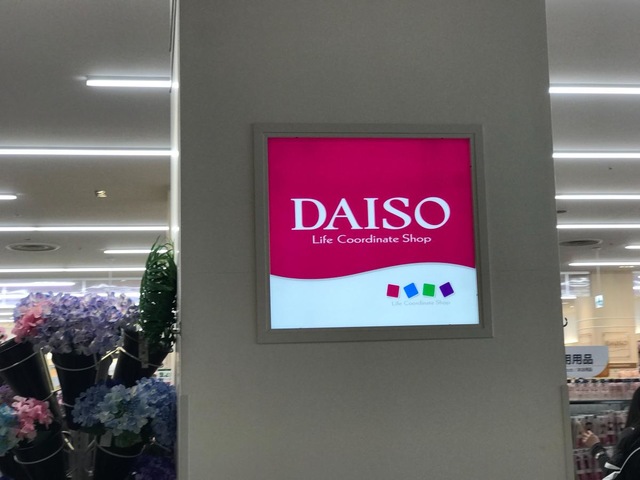 DAISO
Life Coordinate Shop
Life Coordinate Shop
用品